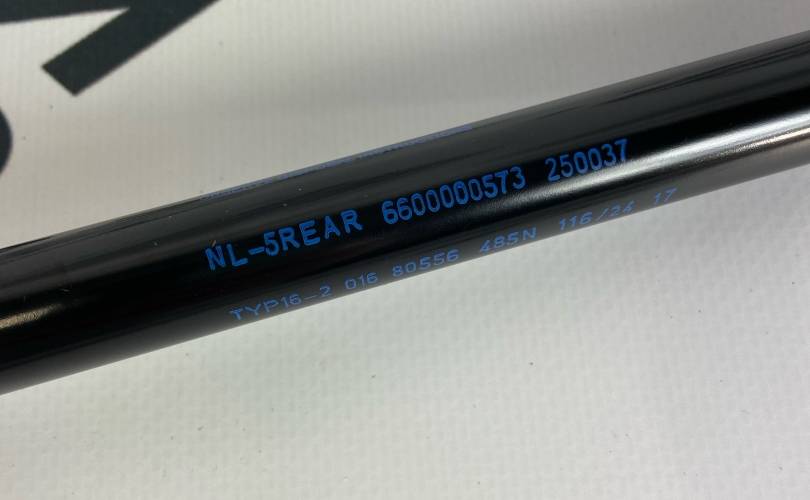 NL-5REAR 6600000573 250037
TYP16-2 016 80556 485N 116/24 17